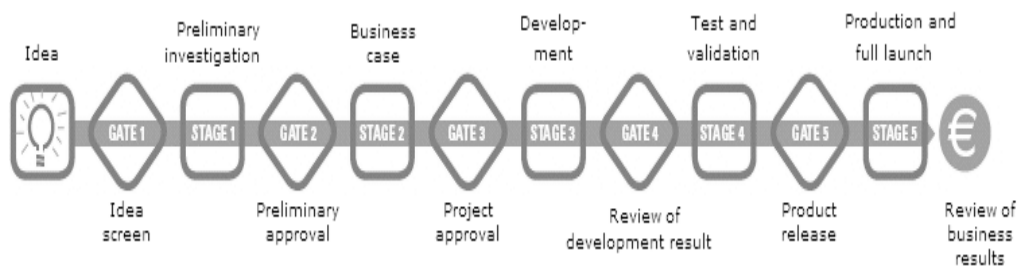 Idea
Preliminary
investigation
Business
case
Develop-
ment
Test and
validation
Production and
full launch
GATE 1
STAGE 1
GATE 2
STAGE 2
GATE 3
STAGE 3
GATE 4
STAGE 4
GATE 5
STAGE 5
€
Idea
screen
Preliminary
approval
Project
approval
Review of
development result
Product
release
Review of
business
results